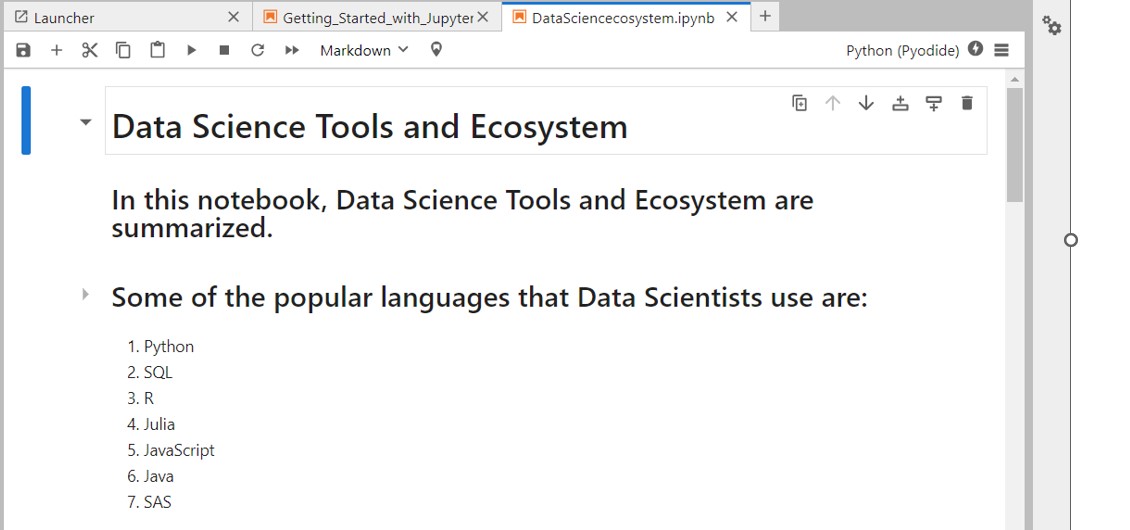 Launcher
Getting_Started_with_Jupyter
DataSciencecosystem.ipynb
Markdown
Python (Pyodide)
Data Science Tools and Ecosystem
In this notebook, Data Science Tools and Ecosystem are
summarized.
Some of the popular languages that Data Scientists use are:
1. Python
2. SQL
3. R
4. Julia
5. JavaScript
6. Java
7. SAS